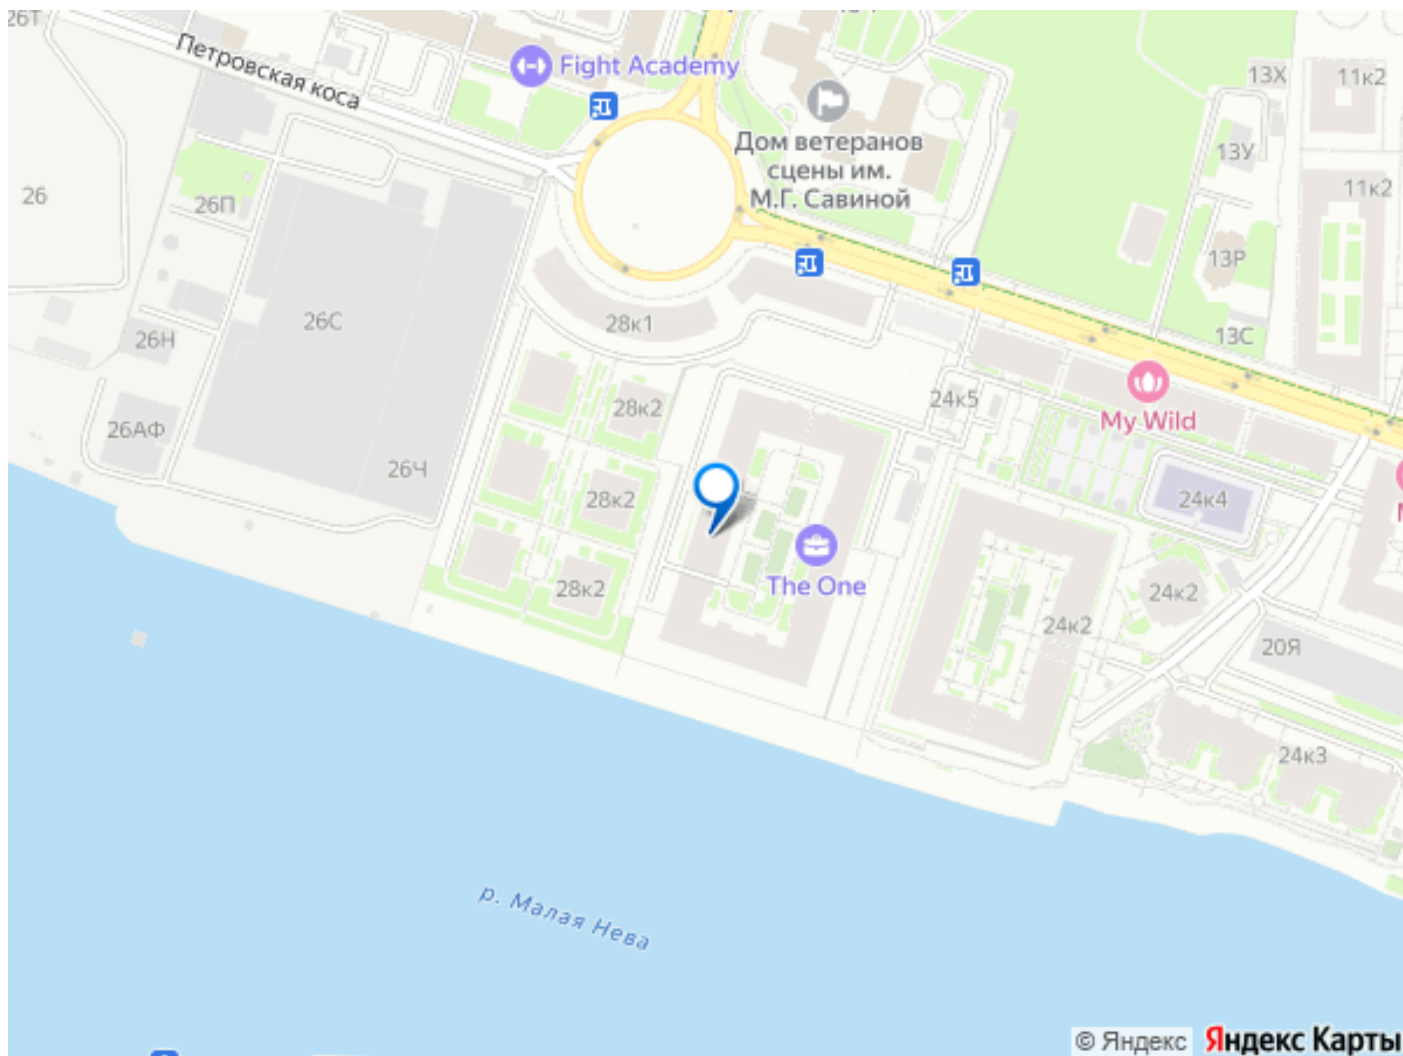 26Т
Петровская коса
Fight Academy
Дом ветеранов
сцены им.
М.Г. Савиной
13Х
11к2
13У
11к2
26
26П
13Р
26С
28к1
13С
26Н
24к5
My Wild
28к2
26АФ
26Ч
28к2
24к4
The One
28к2
24к2
24к2
20Я
24к3
р. Малая Нева
© Яндекс Яндекс Карты